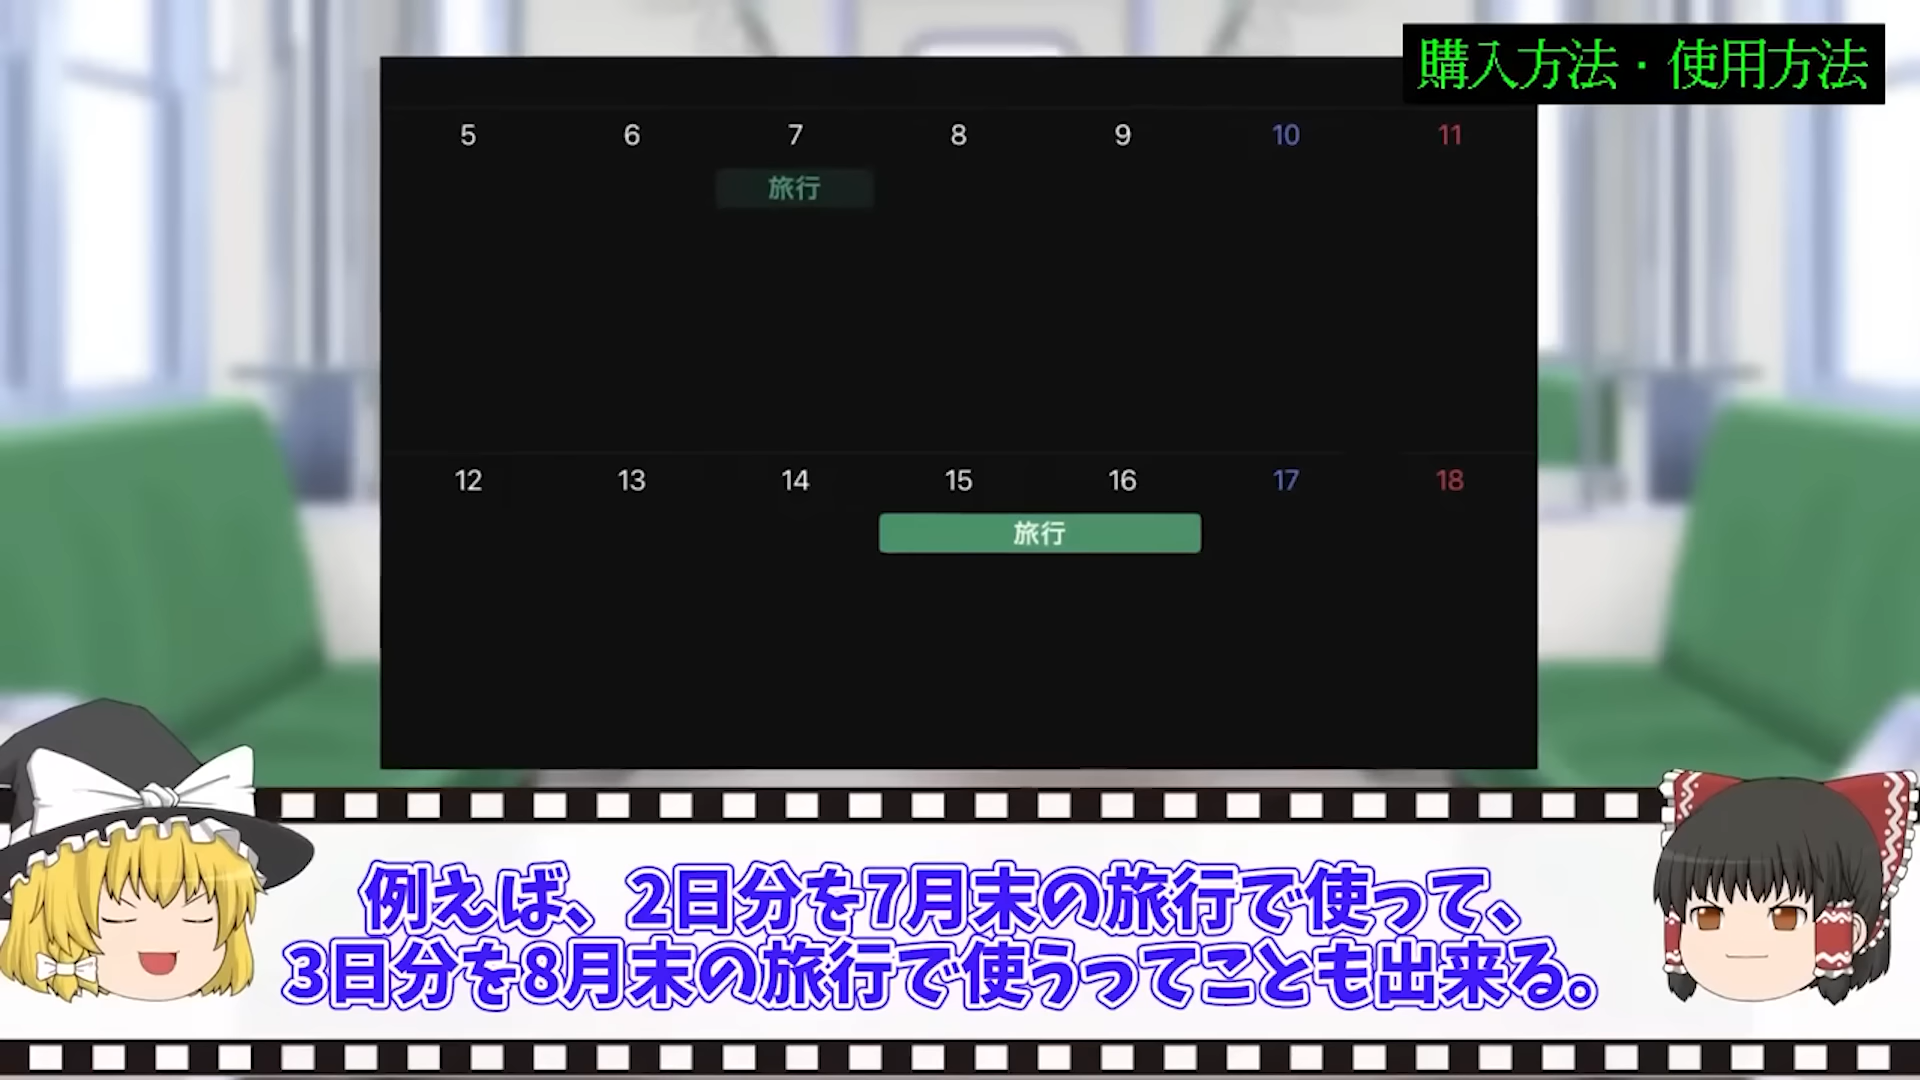 購入方法・使用方法
5 6 7 8 9 10 11
旅行
12 13 14 15 16 17 18
旅行
例えば、2日分を7月末の旅行で使って、
3日分を8月末の旅行で使うってことも出来る。